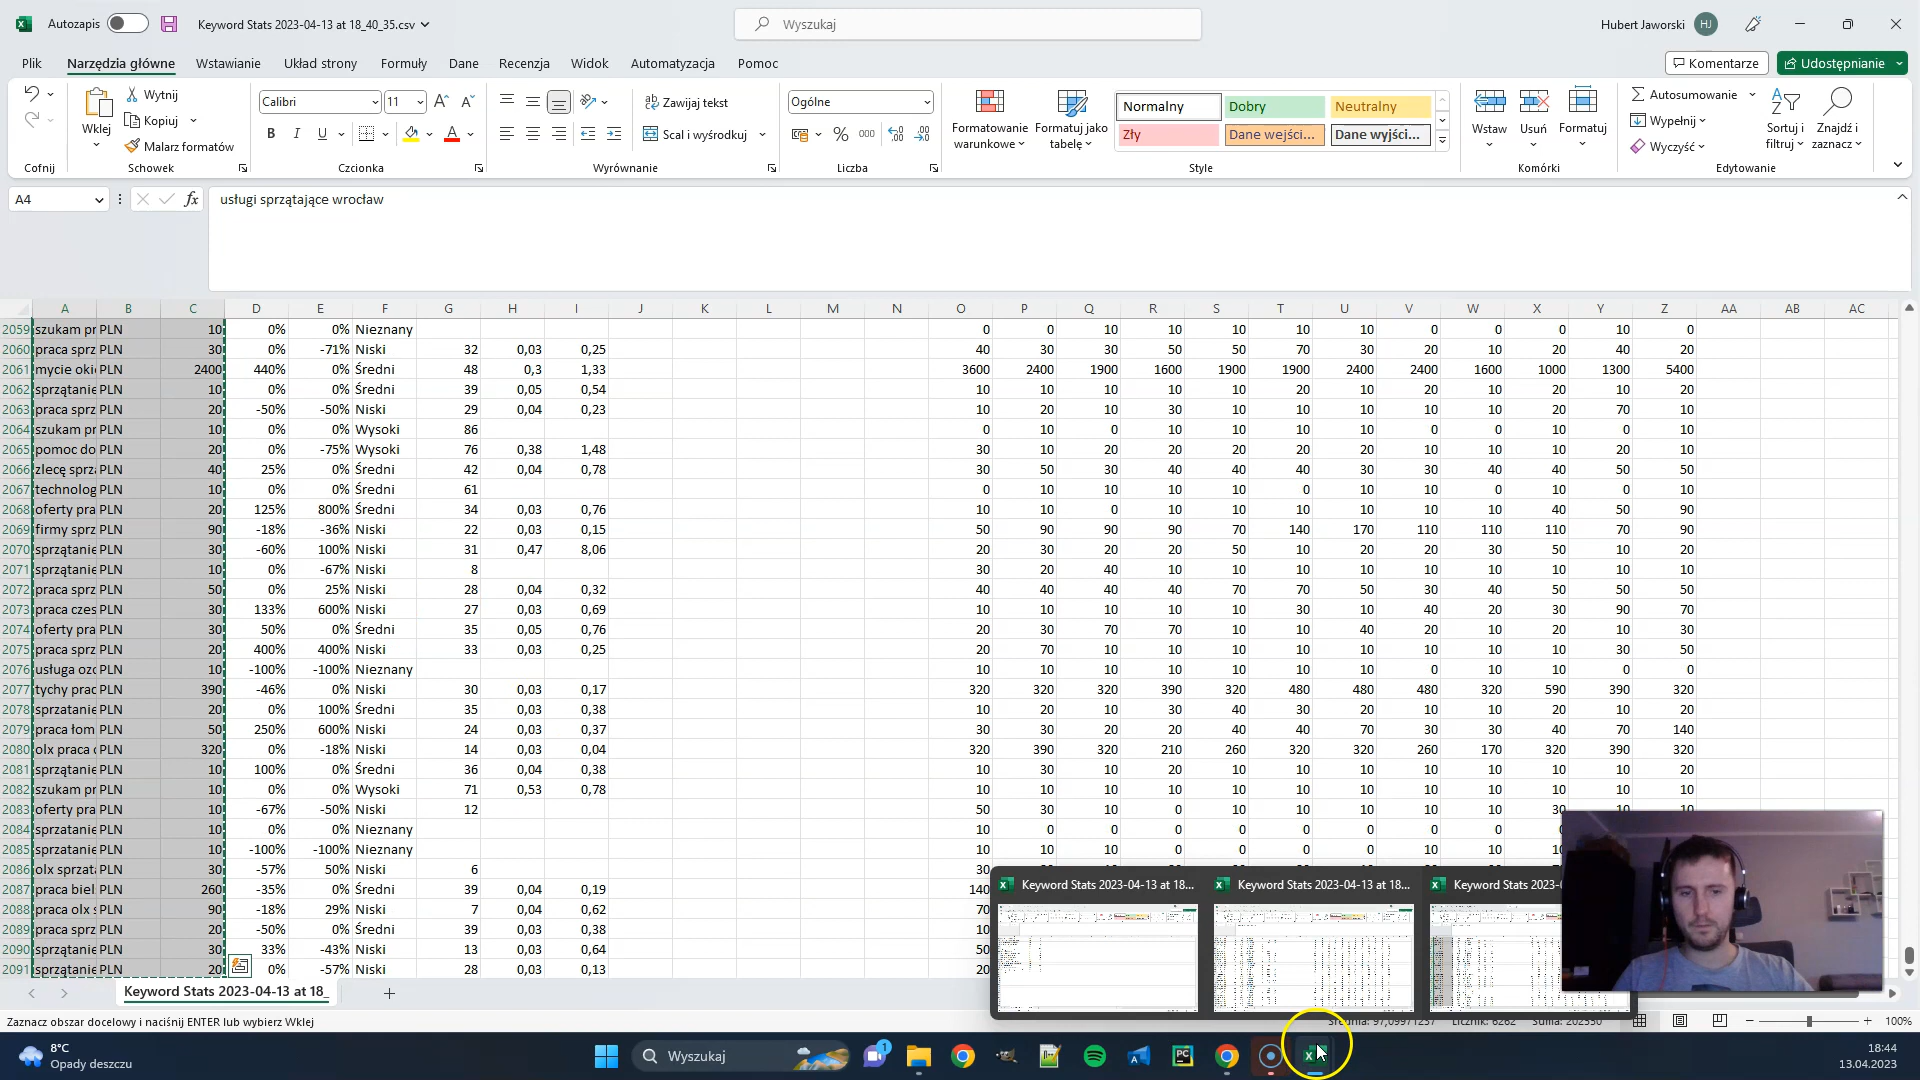 Autozapis
Keyword Stats 2023-04-13 at 18_40_35.csv
Wyszukaj
Hubert Jaworski HJ
Plik Narzędzia główne Wstawianie Układ strony Formuły Dane Recenzja Widok Automatyzacja Pomoc
Komentarze Udostępnianie
Cofnij
Wklej
Wytnij
Kopiuj
Malarz formatów
Schowek
Calibri 11
Czcionka
Zawijaj tekst
Scal i wyśrodkuj
Wyrównanie
Ogólne
Liczba
Formatowanie warunkowe
Formatuj jako tabelę
Normalny Dobry Neutralny
Zły Dane wejści... Dane wyjści...
Style
Wstaw Usuń Formatuj
Komórki
Autosumowanie
Wypełnij
Wyczyść
Sortuj i filtruj
Znajdź i zaznacz
Edytowanie
A4
fx
usługi sprzątające wrocław
A B C D E F G H I J K L M N O P Q R S T U V W X Y Z AA AB AC
2059 szukam pr PLN 10 0% 0% Nieznany 0 0 10 10 10 10 10 0 0 0 10 0
2060 praca sprz PLN 30 0% -71% Niski 32 0,03 0,25 40 30 30 50 50 70 30 20 10 20 40 20
2061 mycie oki PLN 2400 440% 0% Średni 48 0,3 1,33 3600 2400 1900 1600 1900 1900 2400 2400 1600 1000 1300 5400
2062 sprzątanie PLN 10 0% 0% Średni 39 0,05 0,54 10 10 10 10 10 20 10 20 10 20 10 20
2063 praca sprz PLN 20 -50% -50% Niski 29 0,04 0,23 10 20 10 30 10 10 10 10 10 20 70 10
2064 szukam pr PLN 10 0% 0% Wysoki 86 0 10 10 10 10 10 10 0 10 0 10 10
2065 pomoc do PLN 20 0% -75% Wysoki 76 0,38 1,48 30 10 20 20 20 20 20 10 10 10 20 10
2066 zlecę sprz PLN 40 25% 0% Średni 42 0,04 0,78 30 50 30 40 40 40 30 30 40 40 50 50
2067 technolog PLN 10 0% 0% Średni 61 0 10 10 10 10 0 10 10 0 10 0 10
2068 oferty pra PLN 20 125% 800% Średni 34 0,03 0,76 10 10 0 10 10 10 10 10 10 40 50 90
2069 firmy sprz PLN 90 -18% -36% Niski 22 0,03 0,15 50 90 90 90 70 140 170 110 110 110 70 90
2070 sprzątanie PLN 30 -60% 100% Niski 31 0,47 8,06 20 30 20 20 50 10 20 20 30 50 10 20
2071 sprzątanie PLN 10 0% -67% Niski 8 30 20 40 10 10 10 10 10 10 10 10 10
2072 praca sprz PLN 50 0% 25% Niski 28 0,04 0,32 40 40 40 40 70 70 50 30 40 50 50 50
2073 praca czes PLN 30 133% 600% Niski 27 0,03 0,69 10 10 10 10 10 30 10 40 20 30 90 70
2074 oferty pra PLN 30 50% 0% Średni 35 0,05 0,76 20 30 70 70 10 10 40 20 10 20 10 30
2075 praca sprz PLN 20 400% 400% Niski 33 0,03 0,25 20 70 10 10 10 10 10 10 10 10 30 50
2076 usługa ozo PLN 10 -100% -100% Nieznany 10 10 10 10 10 10 10 0 10 10 0 0
2077 tychy prac PLN 390 -46% 0% Niski 30 0,03 0,17 320 320 320 390 320 480 480 480 320 590 390 320
2078 sprzatanie PLN 20 0% 100% Średni 35 0,03 0,38 10 20 10 30 40 30 20 10 10 20 10 20
2079 praca łom PLN 50 250% 600% Niski 24 0,03 0,37 30 30 20 20 40 40 70 30 30 40 70 140
2080 olx praca PLN 320 0% -18% Niski 14 0,03 0,04 320 390 320 210 260 320 320 260 170 320 390 320
2081 sprzątanie PLN 10 100% 0% Średni 36 0,04 0,38 10 30 10 20 10 10 10 10 10 10 10 20
2082 szukam pr PLN 10 0% 0% Wysoki 71 0,53 0,78 10 10 10 10 10 10 10 10 10 10 10 10
2083 oferty pra PLN 10 -67% -50% Niski 12 50 30 10 0 10 10 10 10 10 30 10 10
2084 sprzatanie PLN 10 0% 0% Nieznany 10 0 0 0 0 0 0 0 0
2085 sprzatanie PLN 10 -100% -100% Nieznany 10 10 0 0 0 0 0 0 0
2086 olx sprząta PLN 30 -57% 50% Niski 6 30
2087 praca biel PLN 260 -35% 0% Średni 39 0,04 0,19 140
2088 praca olx s PLN 90 -18% 29% Niski 7 0,04 0,62 70
2089 praca sprz PLN 20 -50% 0% Średni 39 0,03 0,38 10
2090 sprzątanie PLN 30 33% -43% Niski 13 0,03 0,64 50
2091 sprzątanie PLN 20 0% -57% Niski 28 0,03 0,13 20
Keyword Stats 2023-04-13 at 18... Keyword Stats 2023-04-13 at 18... Keyword Stats 2023-04-13
Keyword Stats 2023-04-13 at 18_
Zaznacz obszar docelowy i naciśnij ENTER lub wybierz Wklej
100%
8°C
Opady deszczu
Wyszukaj
1
18:44
13.04.2023